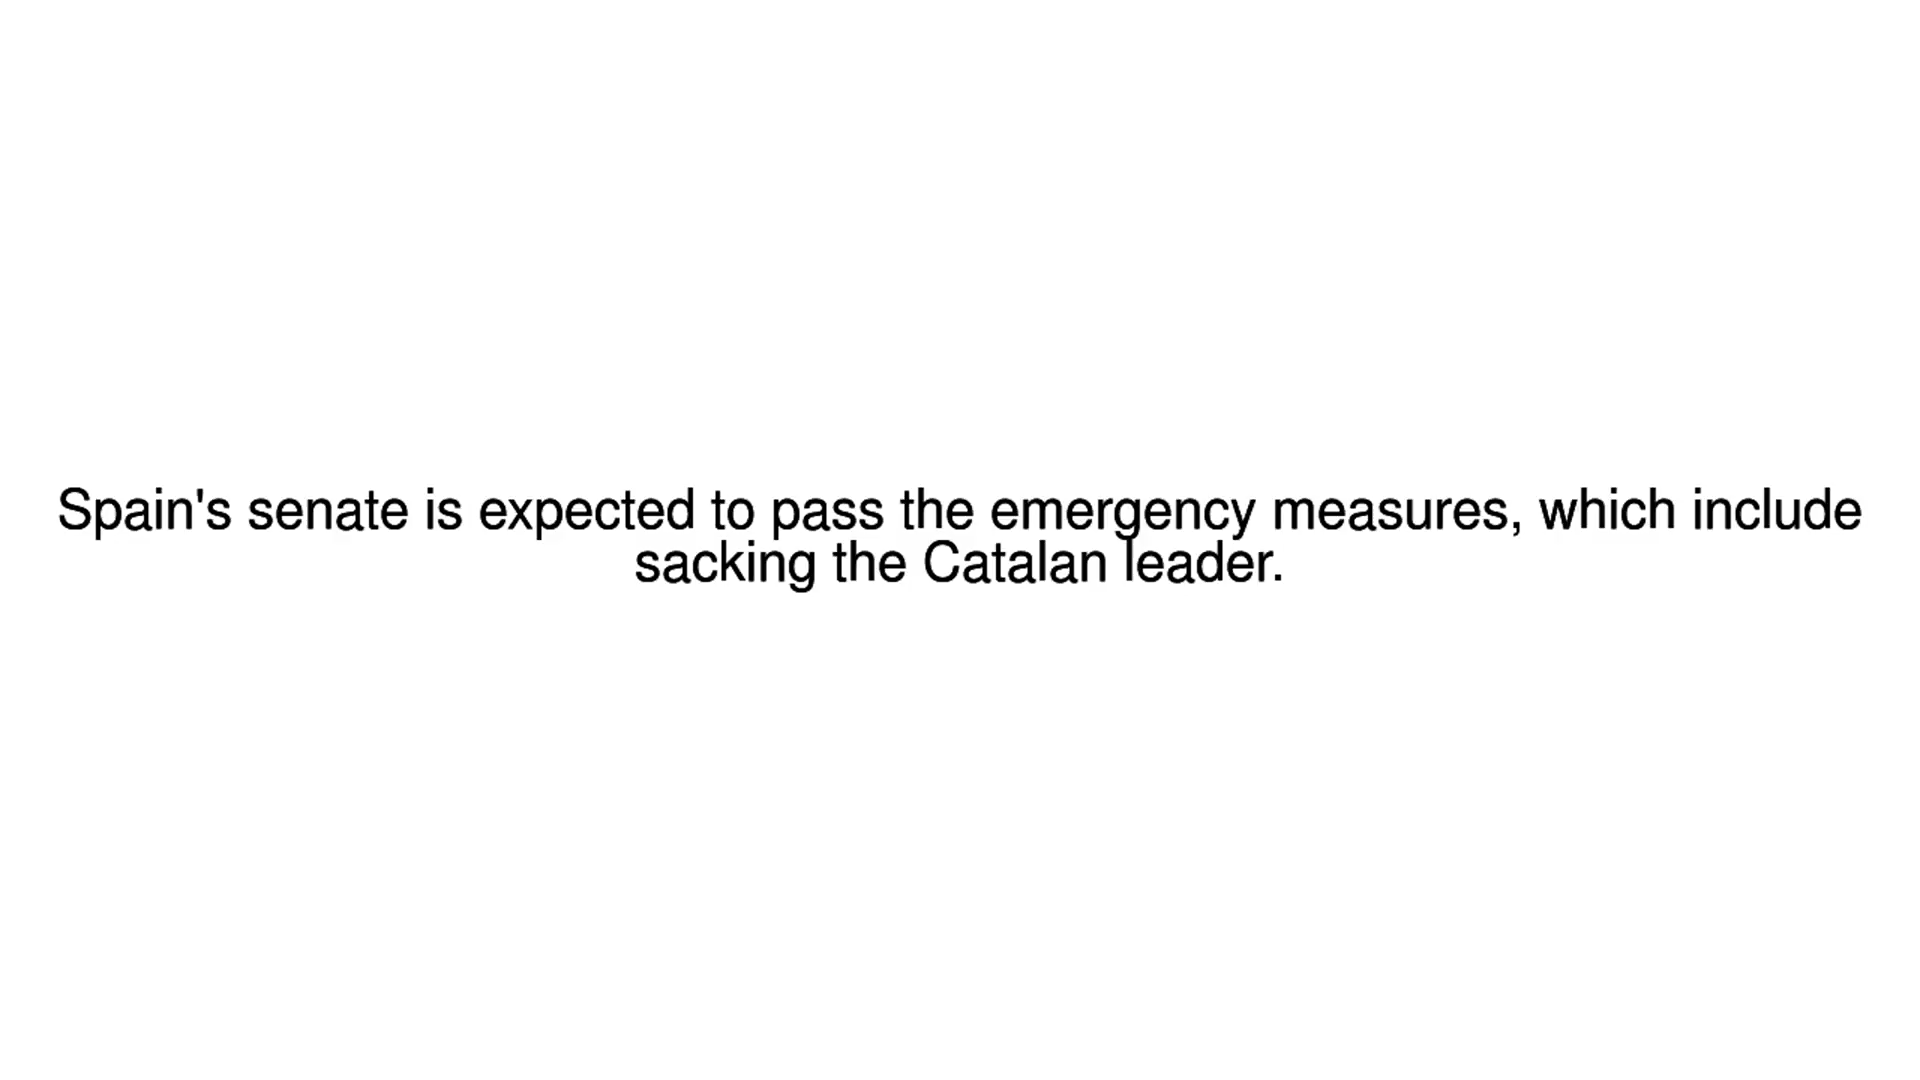 Spain's senate is expected to pass the emergency measures, which include
sacking the Catalan leader.